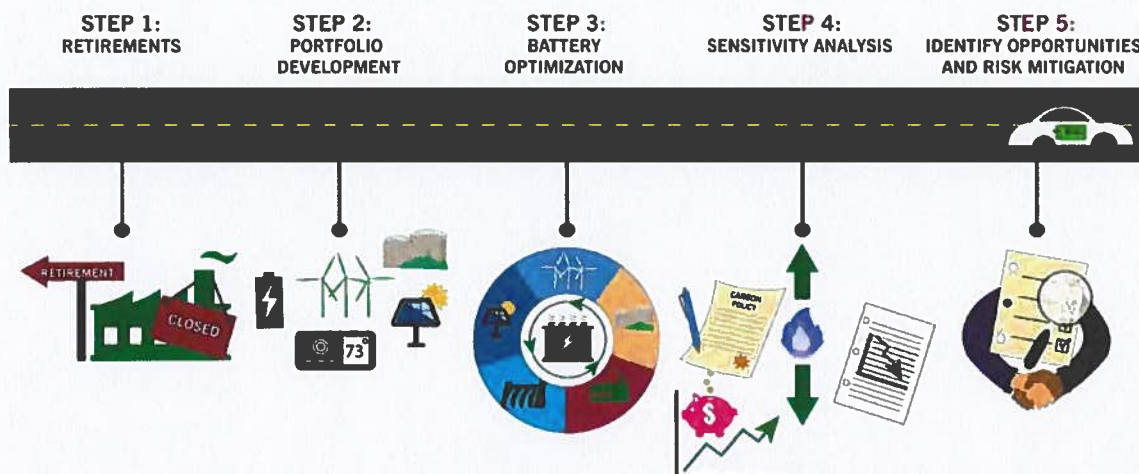 STEP 1:
RETIREMENTS
STEP 2:
PORTFOLIO
DEVELOPMENT
STEP 3:
BATTERY
OPTIMIZATION
STEP 4:
SENSITIVITY ANALYSIS
STEP 5:
IDENTIFY OPPORTUNITIES
AND RISK MITIGATION
RETIREMENT
CLOSED
73°
CARBON
POLICY
$